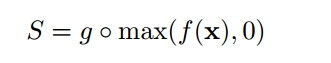 S = g ∘ max(f(𝐱), 0)